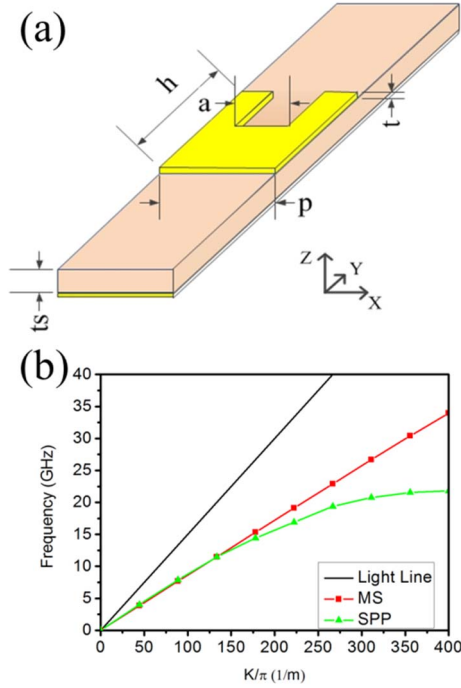 (a)
h
a
t
p
ts
Z
Y
X
(b)
40
35
30
25
20
15
10
5
0
Frequency (GHz)
Light Line
MS
SPP
0 50 100 150 200 250 300 350 400
K/π (1/m)